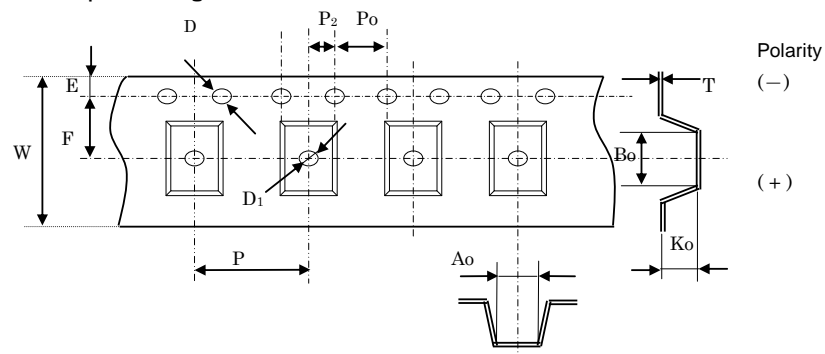 D P₂ Po
Polarity
E T (−)
F
W Bo
(+)
D₁
Ko
P Ao